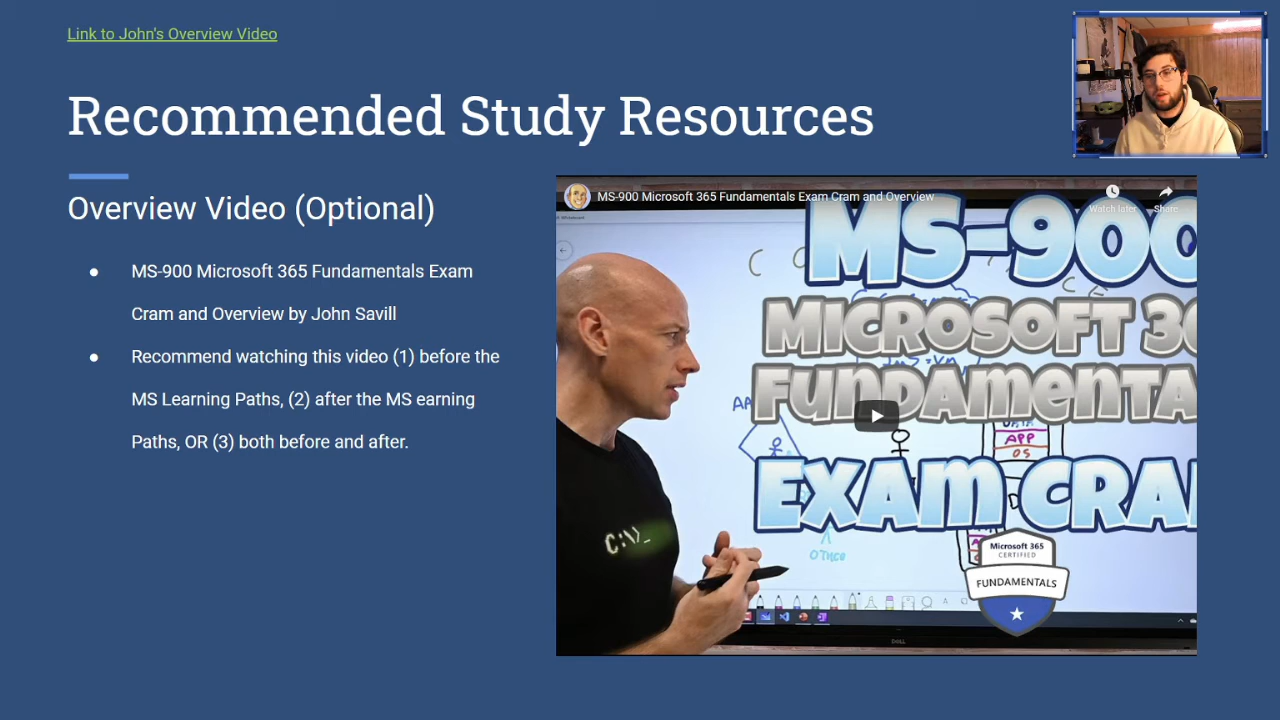 Link to John's Overview Video
Recommended Study Resources
Overview Video (Optional)
● MS-900 Microsoft 365 Fundamentals Exam
Cram and Overview by John Savill
● Recommend watching this video (1) before the
MS Learning Paths, (2) after the MS earning
Paths, OR (3) both before and after.
MS-900 Microsoft 365 Fundamentals Exam Cram and Overview
Watch later
Share
MS-900
MICROSOFT 36
FUNDAMENTA
EXAM CRA
APP
OS
C:\>_
Microsoft 365
CERTIFIED
FUNDAMENTALS
DELL